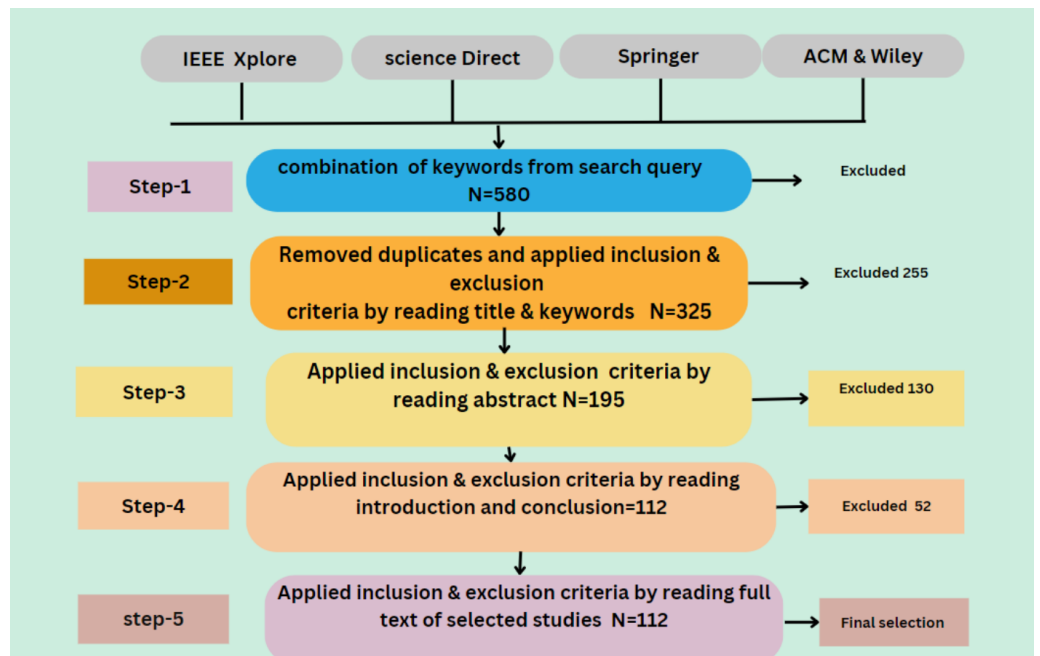 IEEE Xplore
science Direct
Springer
ACM & Wiley
Step-1
combination of keywords from search query
N=580
Excluded
Step-2
Removed duplicates and applied inclusion &
exclusion
criteria by reading title & keywords N=325
Excluded 255
Step-3
Applied inclusion & exclusion criteria by
reading abstract N=195
Excluded 130
Step-4
Applied inclusion & exclusion criteria by reading
introduction and conclusion=112
Excluded 52
step-5
Applied inclusion & exclusion criteria by reading full
text of selected studies N=112
Final selection